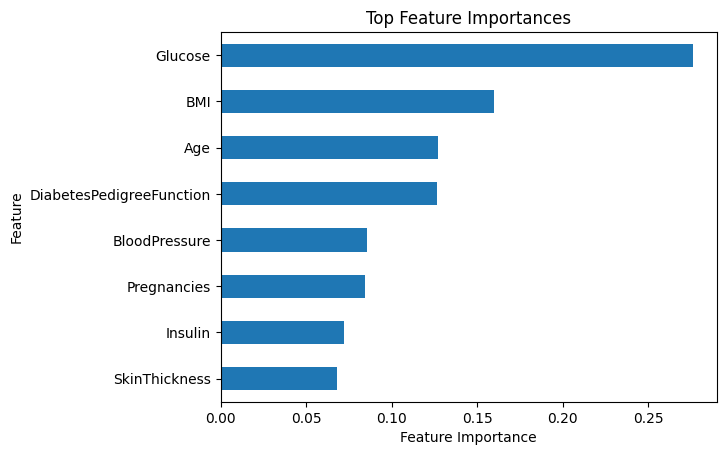 Top Feature Importances
Glucose
BMI
Age
DiabetesPedigreeFunction
BloodPressure
Pregnancies
Insulin
SkinThickness
Feature
0.00 0.05 0.10 0.15 0.20 0.25
Feature Importance